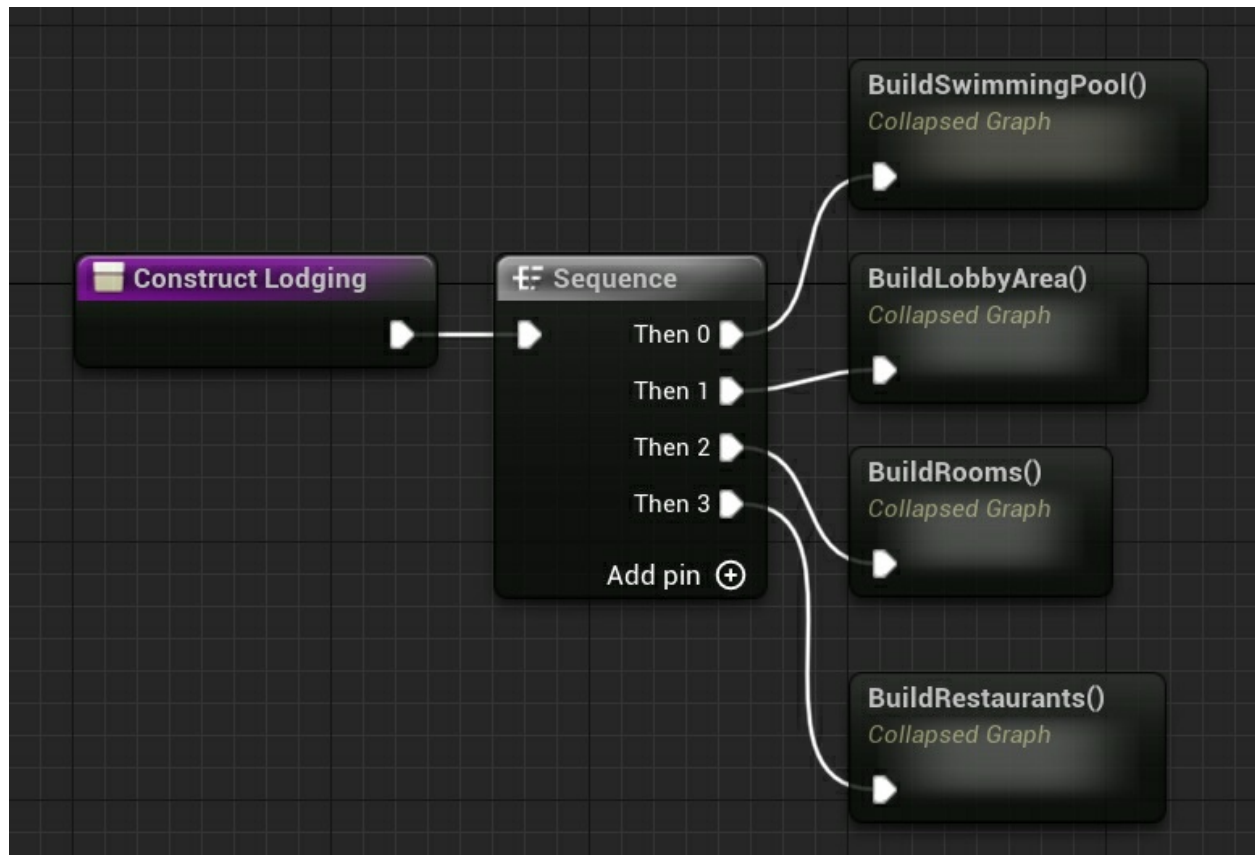 Construct Lodging
Sequence
Then 0
Then 1
Then 2
Then 3
Add pin
BuildSwimmingPool()
Collapsed Graph
BuildLobbyArea()
Collapsed Graph
BuildRooms()
Collapsed Graph
BuildRestaurants()
Collapsed Graph